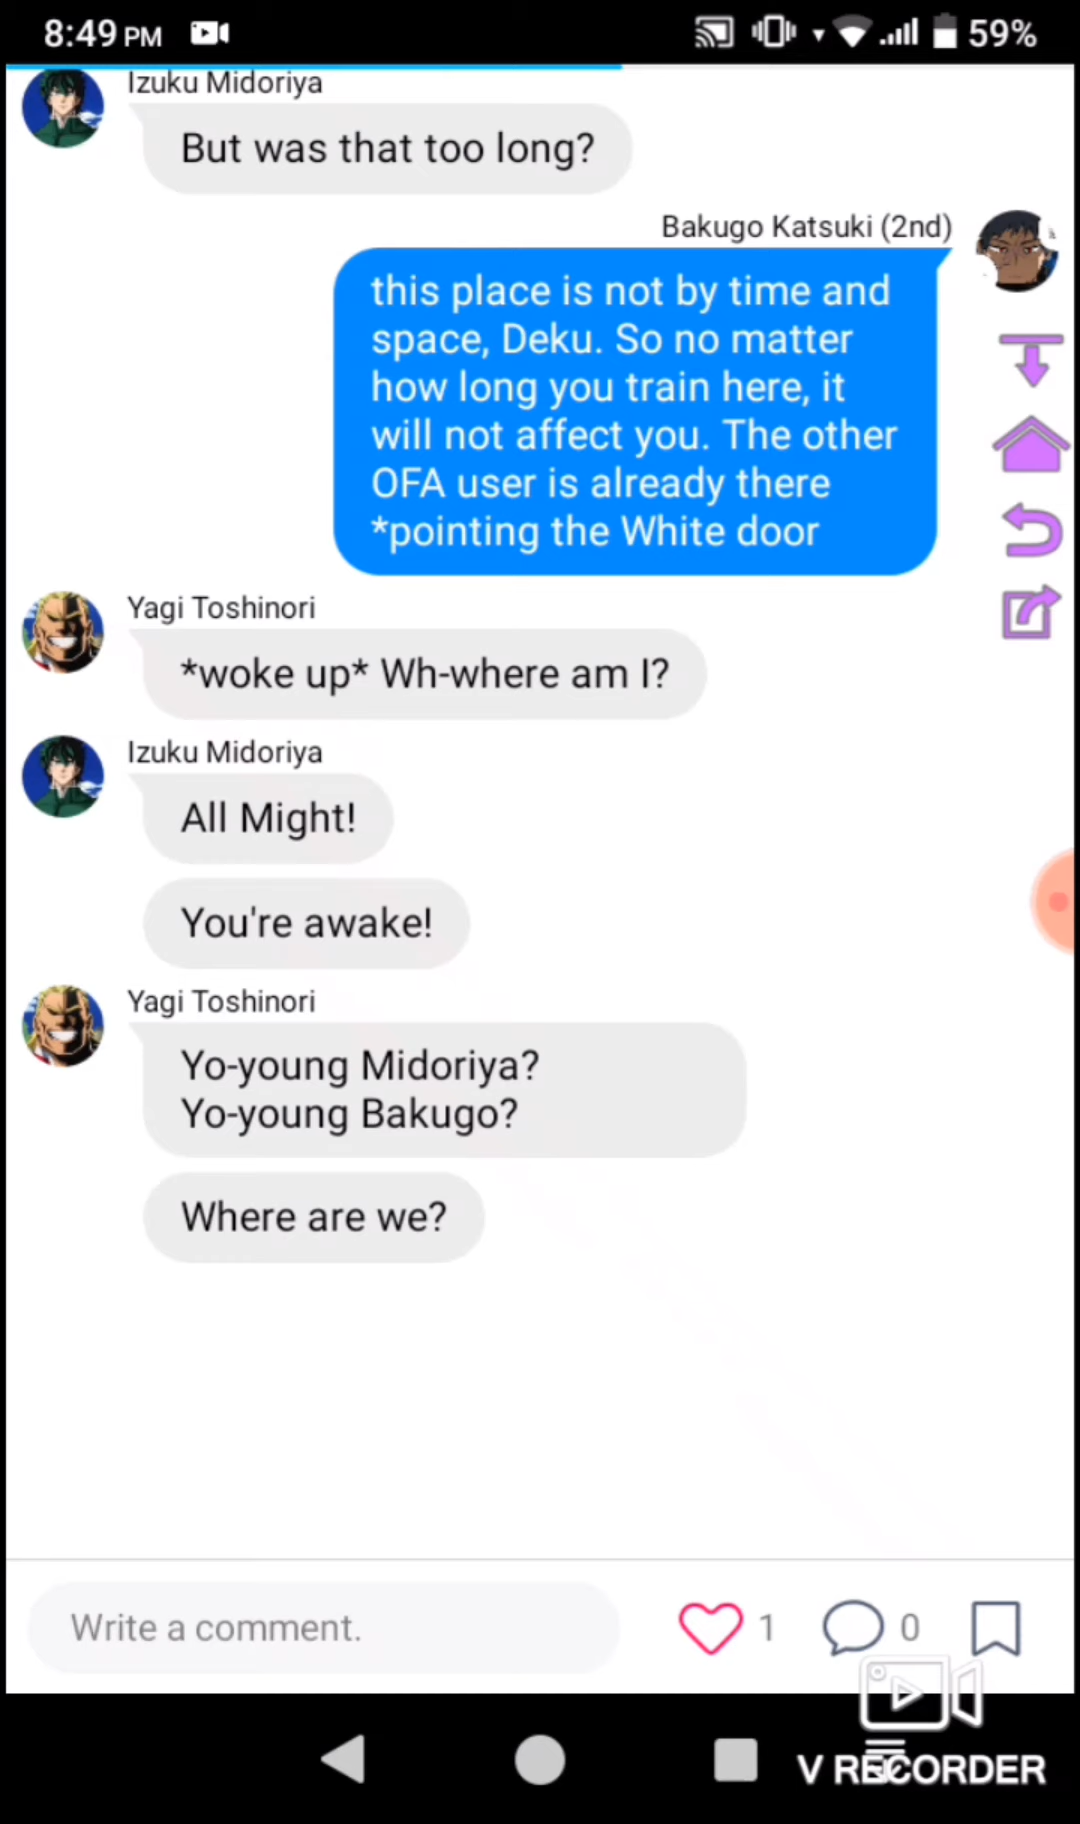 8:49 PM
59%
Izuku Midoriya
But was that too long?
Bakugo Katsuki (2nd)
this place is not by time and
space, Deku. So no matter
how long you train here, it
will not affect you. The other
OFA user is already there
*pointing the White door
Yagi Toshinori
*woke up* Wh-where am I?
Izuku Midoriya
All Might!
You're awake!
Yagi Toshinori
Yo-young Midoriya?
Yo-young Bakugo?
Where are we?
Write a comment.
1
0
V RECORDER